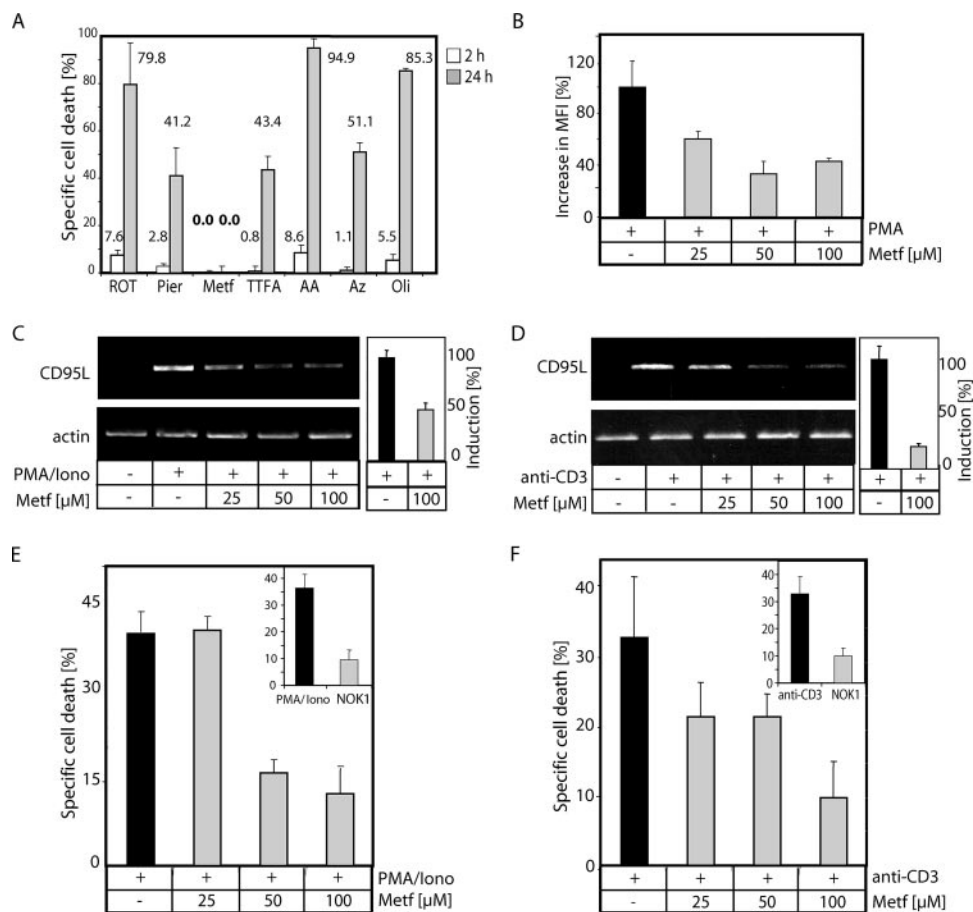 A
Specific cell death [%]
100
80
60
40
20
0
79.8
94.9
85.3
41.2
43.4
51.1
0.0 0.0
7.6
2.8
0.8
8.6
1.1
5.5
ROT Pier Metf TTFA AA Az Oli
2 h
24 h
B
Increase in MFI [%]
120
80
40
0
+ + + + PMA
- 25 50 100 Metf [µM]
C
CD95L
actin
PMA/Iono - + + + +
Metf [µM] - - 25 50 100
100
50
0
Induction [%]
+ +
- 100
D
CD95L
actin
anti-CD3 - + + + +
Metf [µM] - - 25 50 100
100
50
0
Induction [%]
+ +
- 100
E
Specific cell death [%]
45
30
15
0
40
30
20
10
0
PMA/Iono NOK1
+ + + + PMA/Iono
- 25 50 100 Metf [µM]
F
Specific cell death [%]
40
30
20
10
0
40
30
20
10
0
anti-CD3 NOK1
+ + + + anti-CD3
- 25 50 100 Metf [µM]